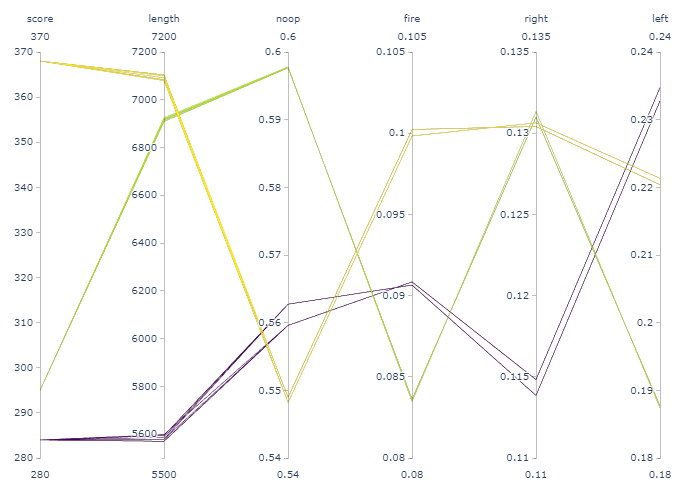 score length noop fire right left
370 7200 0.6 0.105 0.135 0.24
370 7200 0.6 0.105 0.135 0.24
360 7000 0.59 0.1 0.13 0.23
350 6800 0.58 0.095 0.125 0.22
340 6600 0.57 0.09 0.12 0.21
330 6400 0.56 0.085 0.115 0.2
320 6200 0.55 0.08 0.11 0.19
310 6000 0.54 0.18
300 5800
290 5600
280
280 5500 0.54 0.08 0.11 0.18